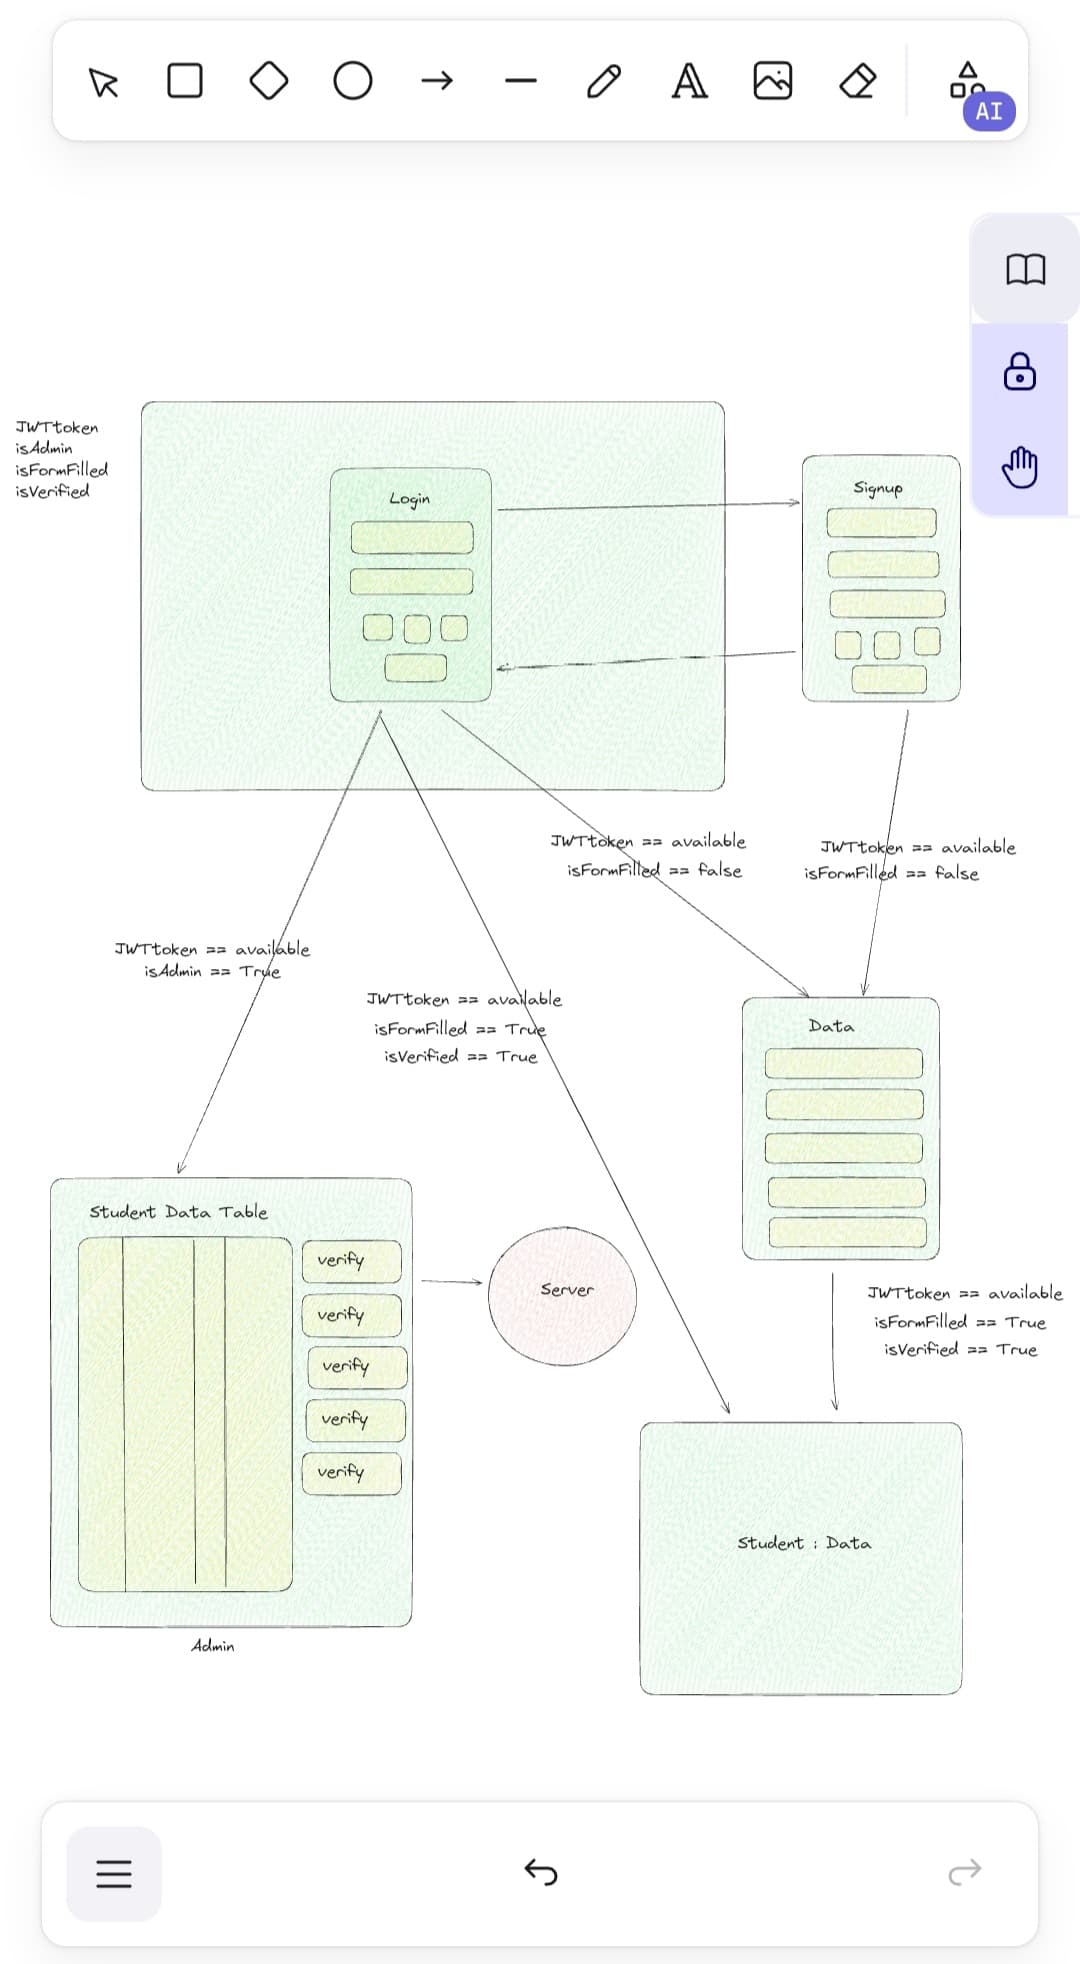 A
AI
JWTtoken
isAdmin
isFormFilled
isVerified
Login
Signup
JWTtoken == available
isFormFilled == false
JWTtoken == available
isFormFilled == false
JWTtoken == available
isAdmin == True
JWTtoken == available
isFormFilled == True
isVerified == True
Data
Student Data Table
verify
verify
verify
verify
verify
Server
JWTtoken == available
isFormFilled == True
isVerified == True
Student : Data
Admin